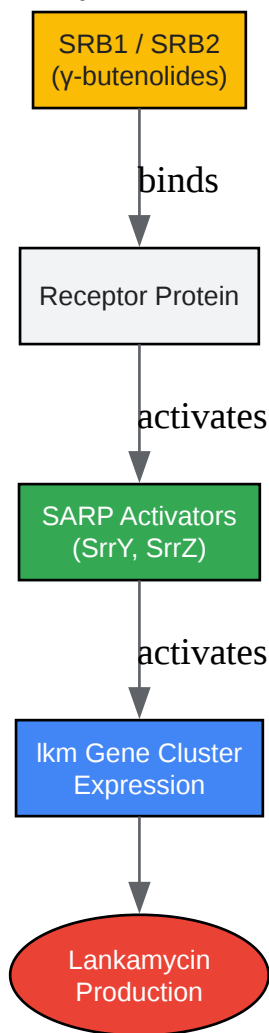 SRB1 / SRB2
(γ-butenolides)
binds
Receptor Protein
activates
SARP Activators
(SrrY, SrrZ)
activates
lkm Gene Cluster
Expression
Lankamycin
Production